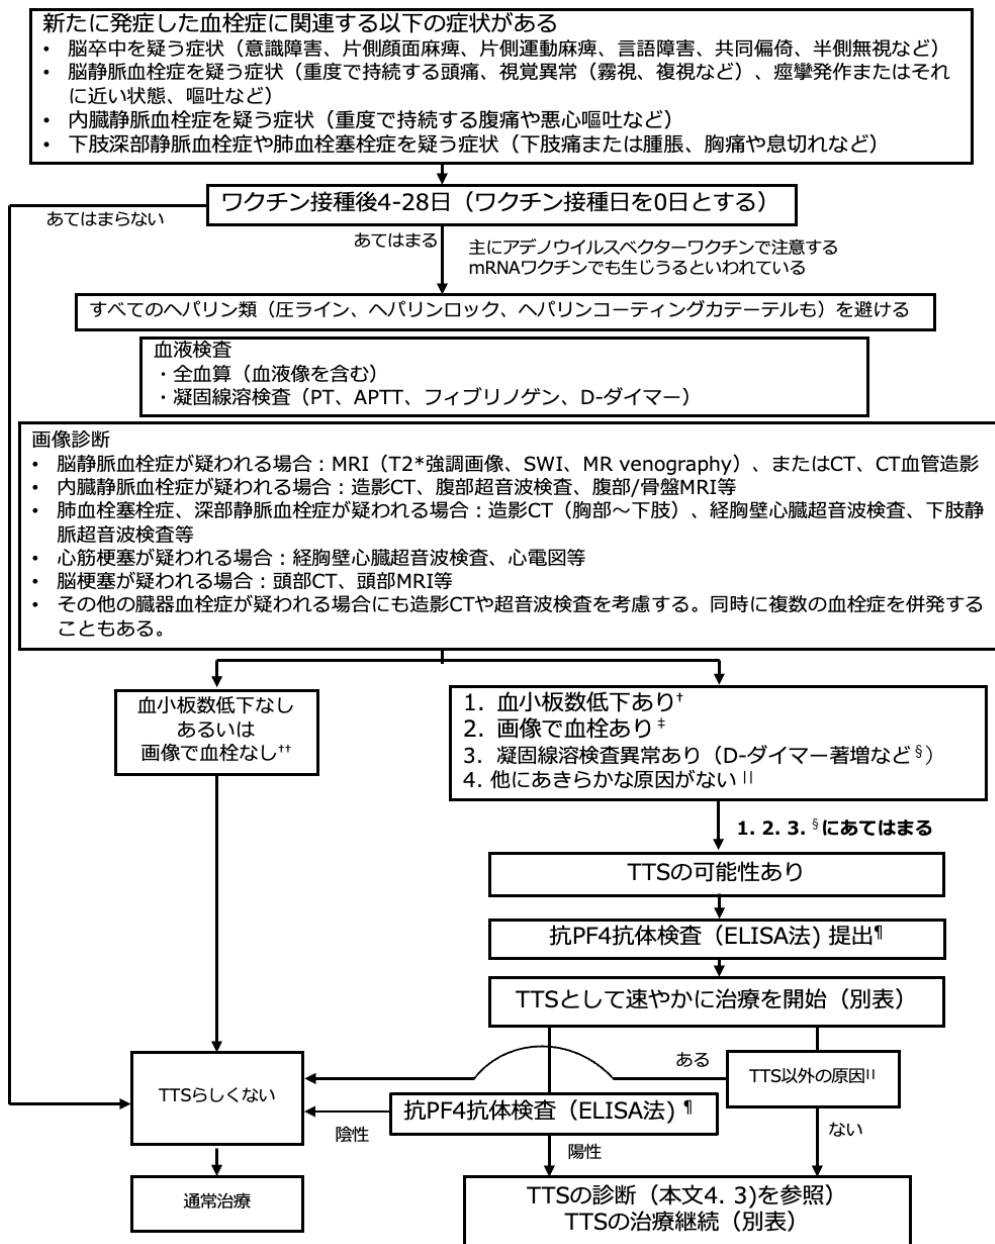 新たに発症した血栓症に関連する以下の症状がある
• 脳卒中を疑う症状（意識障害、片側顔面麻痺、片側運動麻痺、言語障害、共同偏倚、半側無視など）
• 脳静脈血栓症を疑う症状（重度で持続する頭痛、視覚異常（霧視、複視など）、痙攣発作またはそれ
に近い状態、嘔吐など）
• 内臓静脈血栓症を疑う症状（重度で持続する腹痛や悪心嘔吐など）
• 下肢深部静脈血栓症や肺血栓塞栓症を疑う症状（下肢痛または腫脹、胸痛や息切れなど）
ワクチン接種後4-28日（ワクチン接種日を0日とする）
あてはまらない
あてはまる
主にアデノウイルスベクターワクチンで注意する
mRNAワクチンでも生じうるといわれている
すべてのヘパリン類（圧ライン、ヘパリンロック、ヘパリンコーティングカテーテルも）を避ける
血液検査
・全血算（血液像を含む）
・凝固線溶検査（PT、APTT、フィブリノゲン、D-ダイマー）
画像診断
• 脳静脈血栓症が疑われる場合：MRI（T2*強調画像、SWI、MR venography）、またはCT、CT血管造影
• 内臓静脈血栓症が疑われる場合：造影CT、腹部超音波検査、腹部/骨盤MRI等
• 肺血栓塞栓症、深部静脈血栓症が疑われる場合：造影CT（胸部～下肢）、経胸壁心臓超音波検査、下肢静
脈超音波検査等
• 心筋梗塞が疑われる場合：経胸壁心臓超音波検査、心電図等
• 脳梗塞が疑われる場合：頭部CT、頭部MRI等
• その他の臓器血栓症が疑われる場合にも造影CTや超音波検査を考慮する。同時に複数の血栓症を併発する
こともある。
血小板数低下なし
あるいは
画像で血栓なし††
1. 血小板数低下あり†
2. 画像で血栓あり‡
3. 凝固線溶検査異常あり（D-ダイマー著増など§）
4. 他にあきらかな原因がない||
1. 2. 3. §にあてはまる
TTSの可能性あり
抗PF4抗体検査（ELISA法) 提出¶
TTSとして速やかに治療を開始（別表）
ある
TTS以外の原因||
TTSらしくない
抗PF4抗体検査（ELISA法）¶
陰性
陽性
ない
通常治療
TTSの診断（本文4. 3)を参照）
TTSの治療継続（別表）